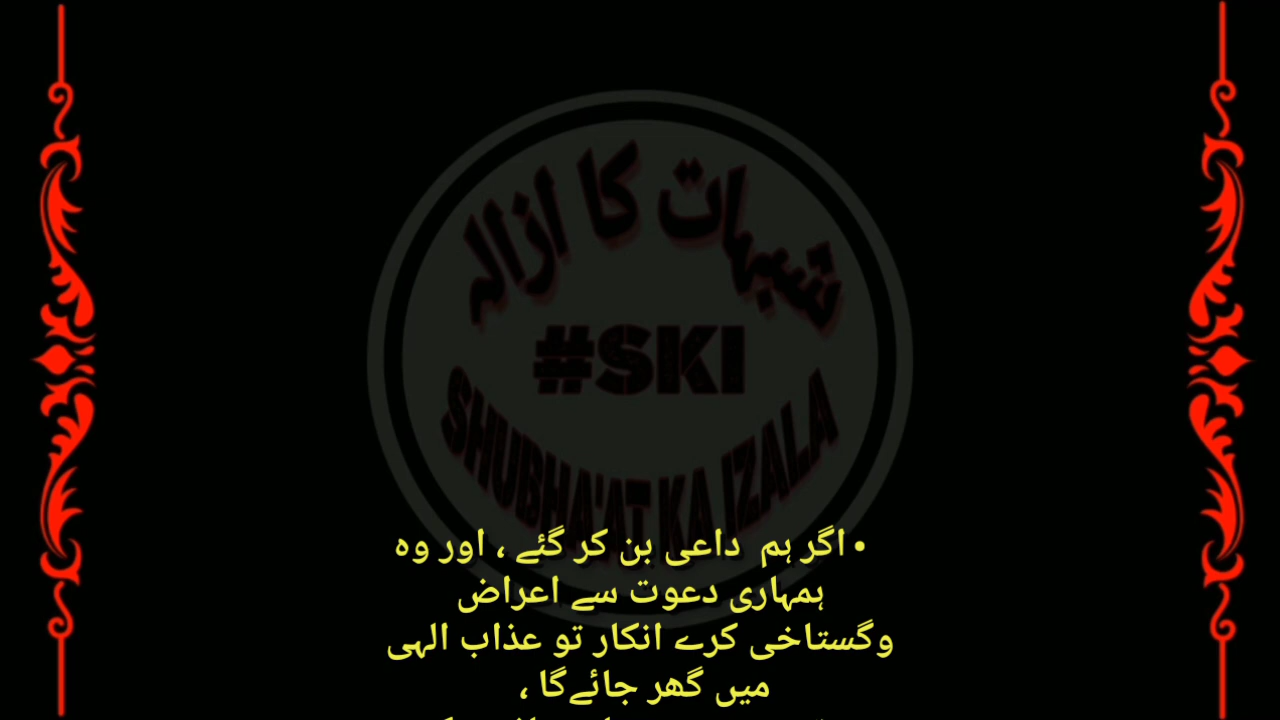 شبہات کا ازالہ
#SKI
SHUBHA'AT KA IZALA
• اگر ہم داعی بن کر گئے ، اور وہ
ہمہاری دعوت سے اعراض
وگستاخی کرے انکار تو عذاب الہی
میں گھر جائےگا ،